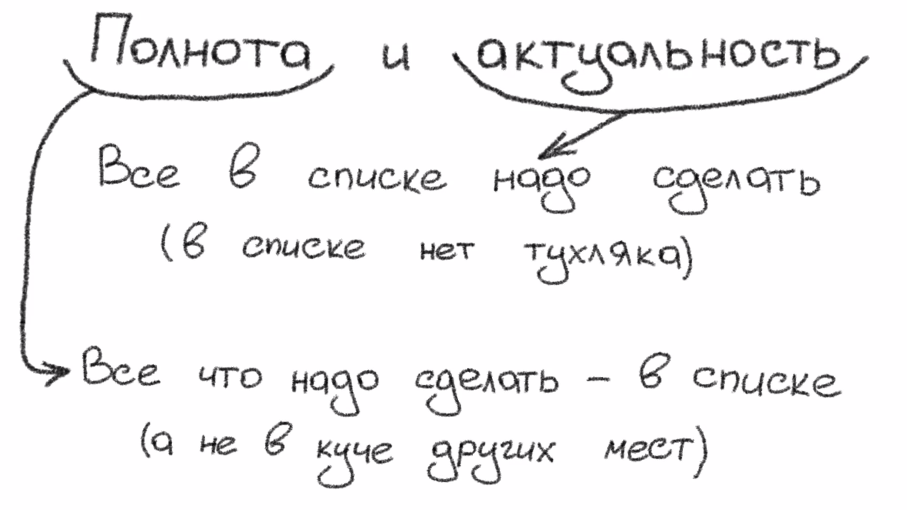 Полнота и актуальность
Все в списке надо сделать
(в списке нет тухляка)
Все что надо сделать – в списке
(а не в куче других мест)